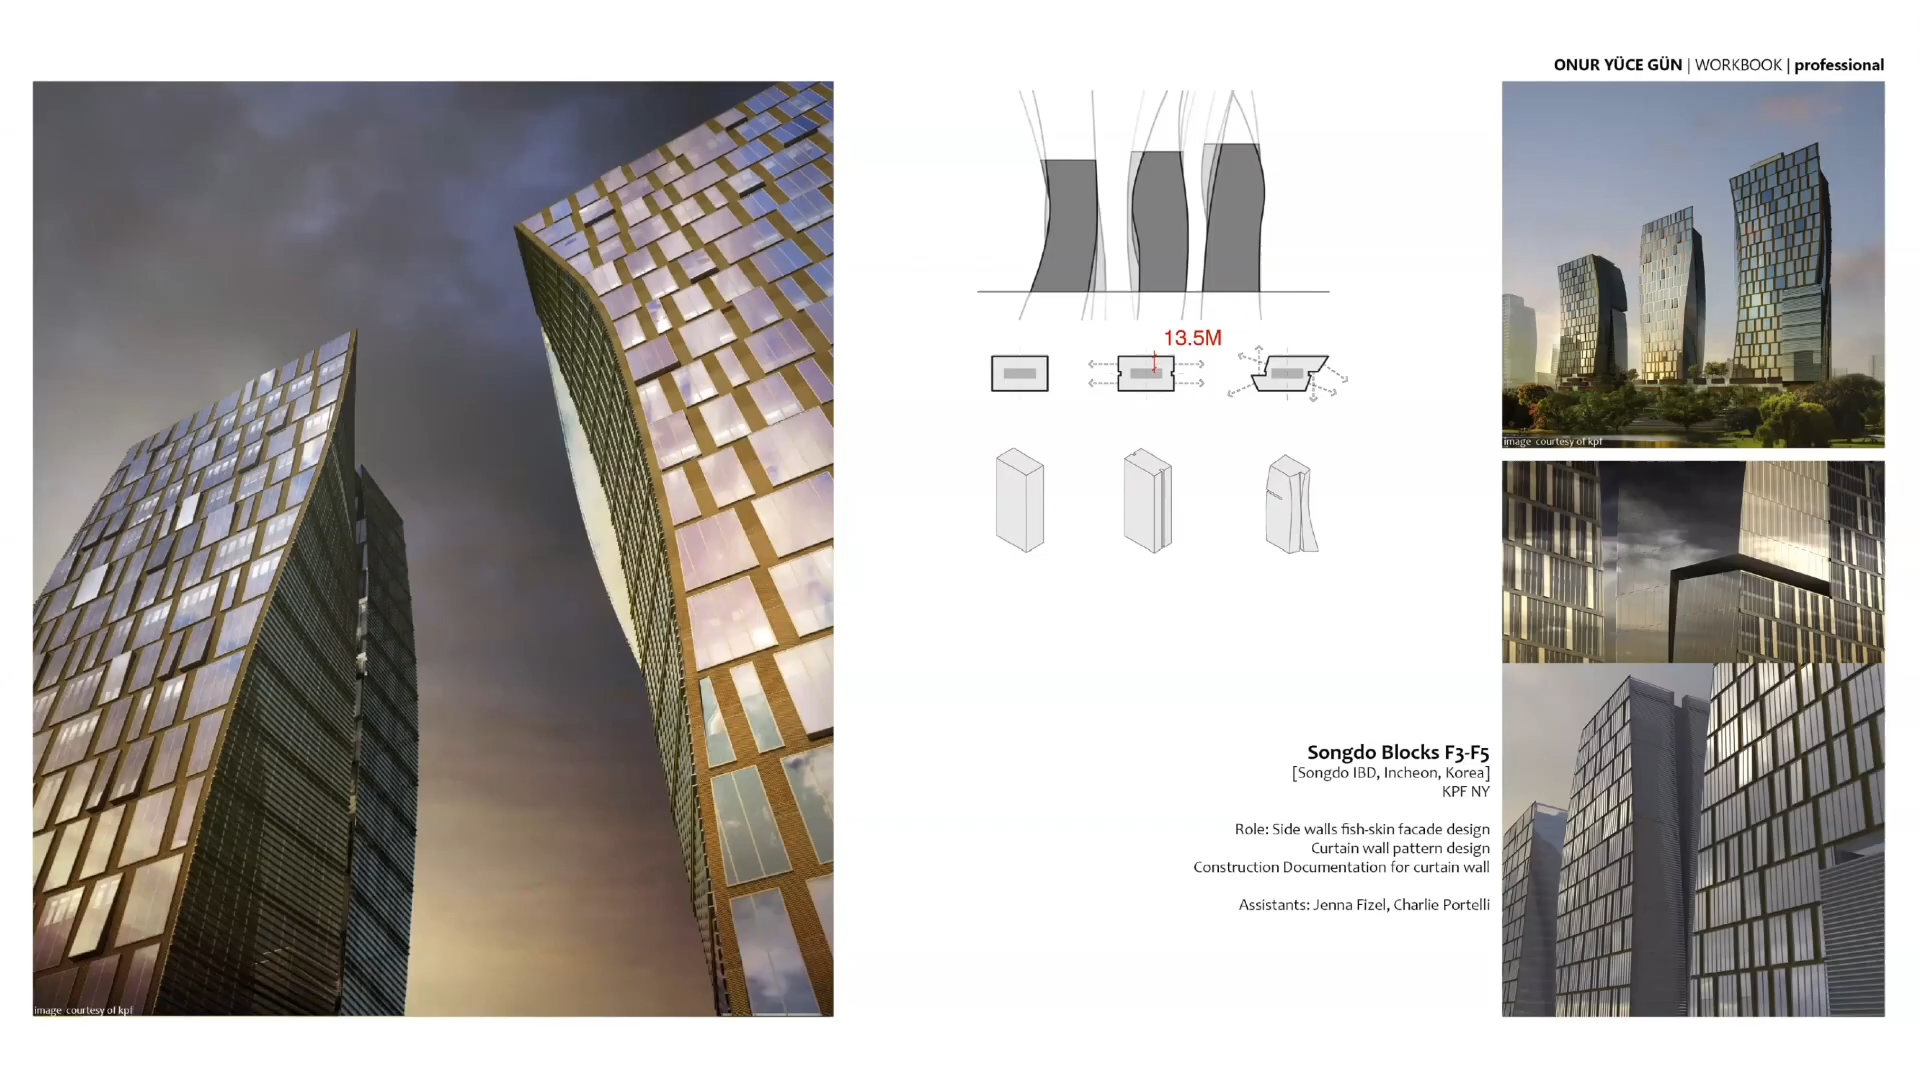 ONUR YÜCE GÜN | WORKBOOK | professional
13.5M
image courtesy of kpf
Songdo Blocks F3-F5
[Songdo IBD, Incheon, Korea]
KPF NY
Role: Side walls fish-skin facade design
Curtain wall pattern design
Construction Documentation for curtain wall
Assistants: Jenna Fizel, Charlie Portelli
image courtesy of kpf